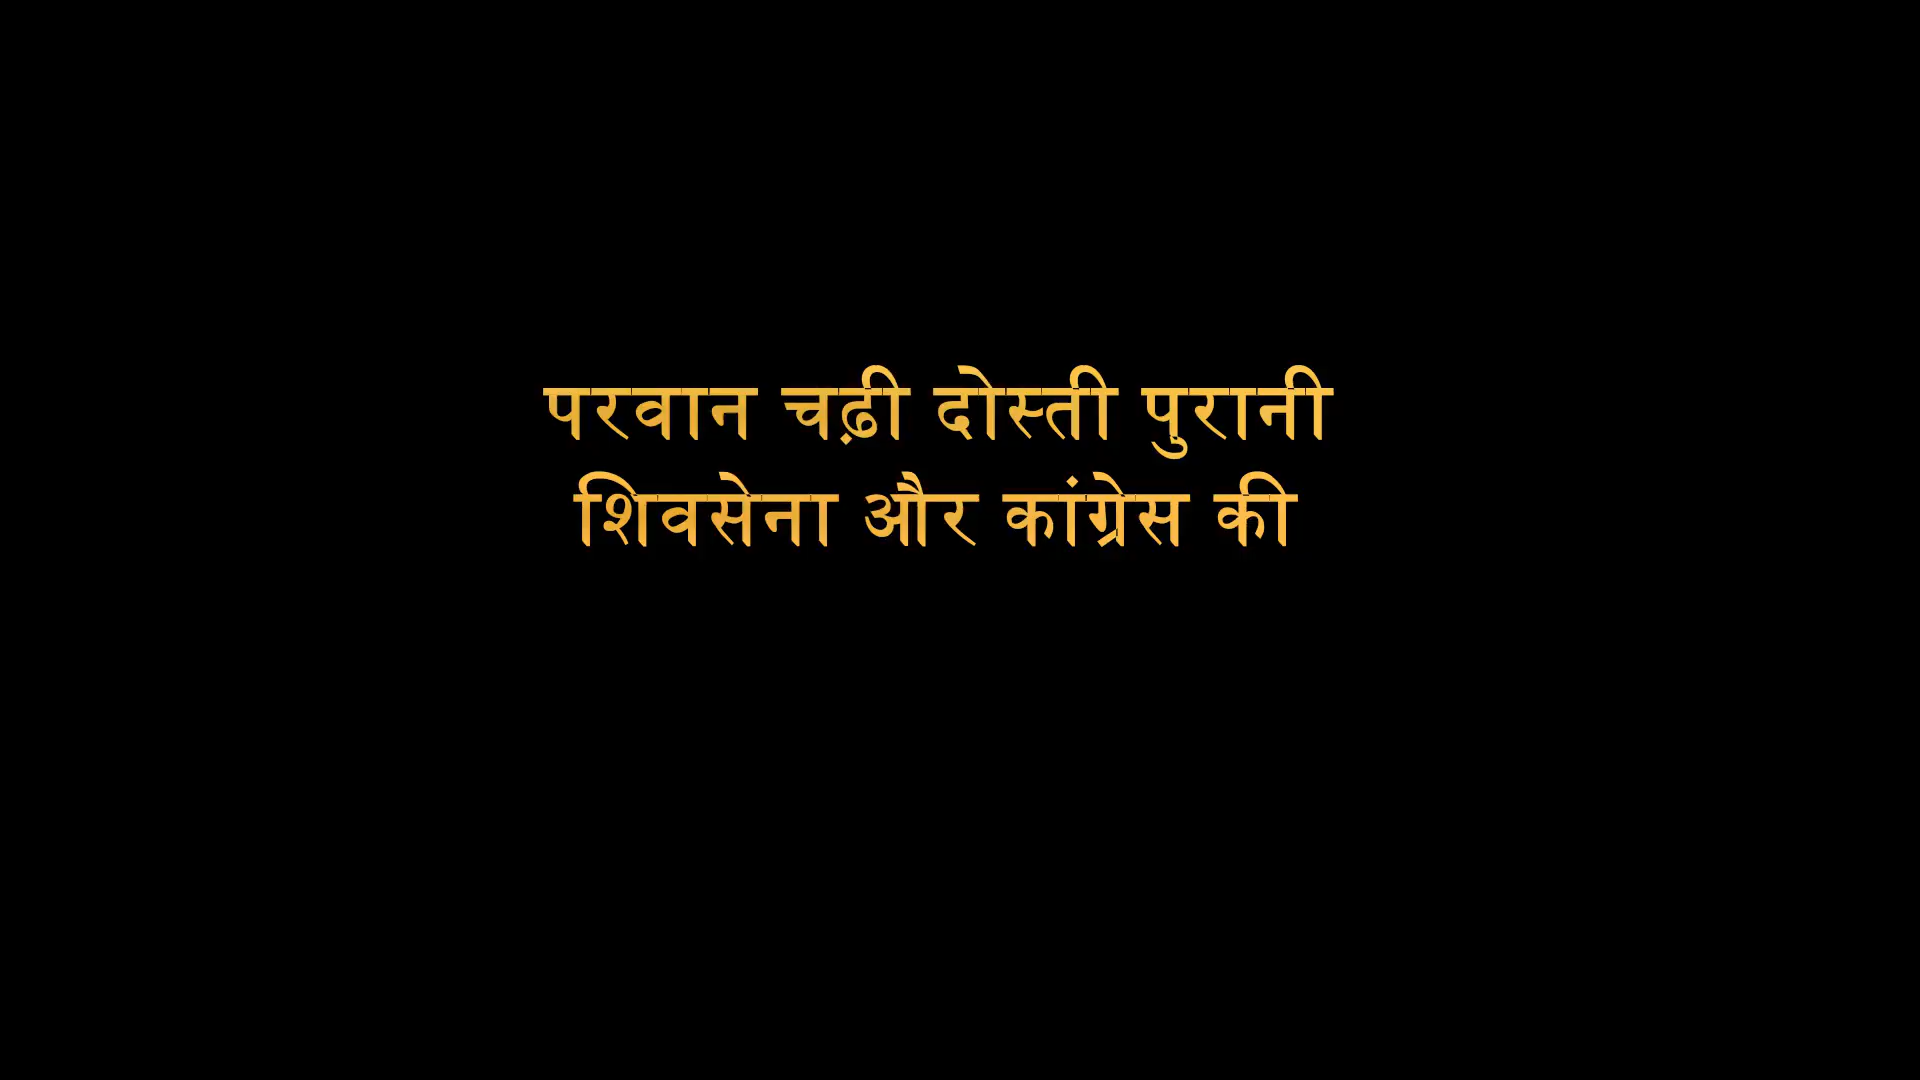 परवान चढ़ी दोस्ती पुरानी
शिवसेना और कांग्रेस की